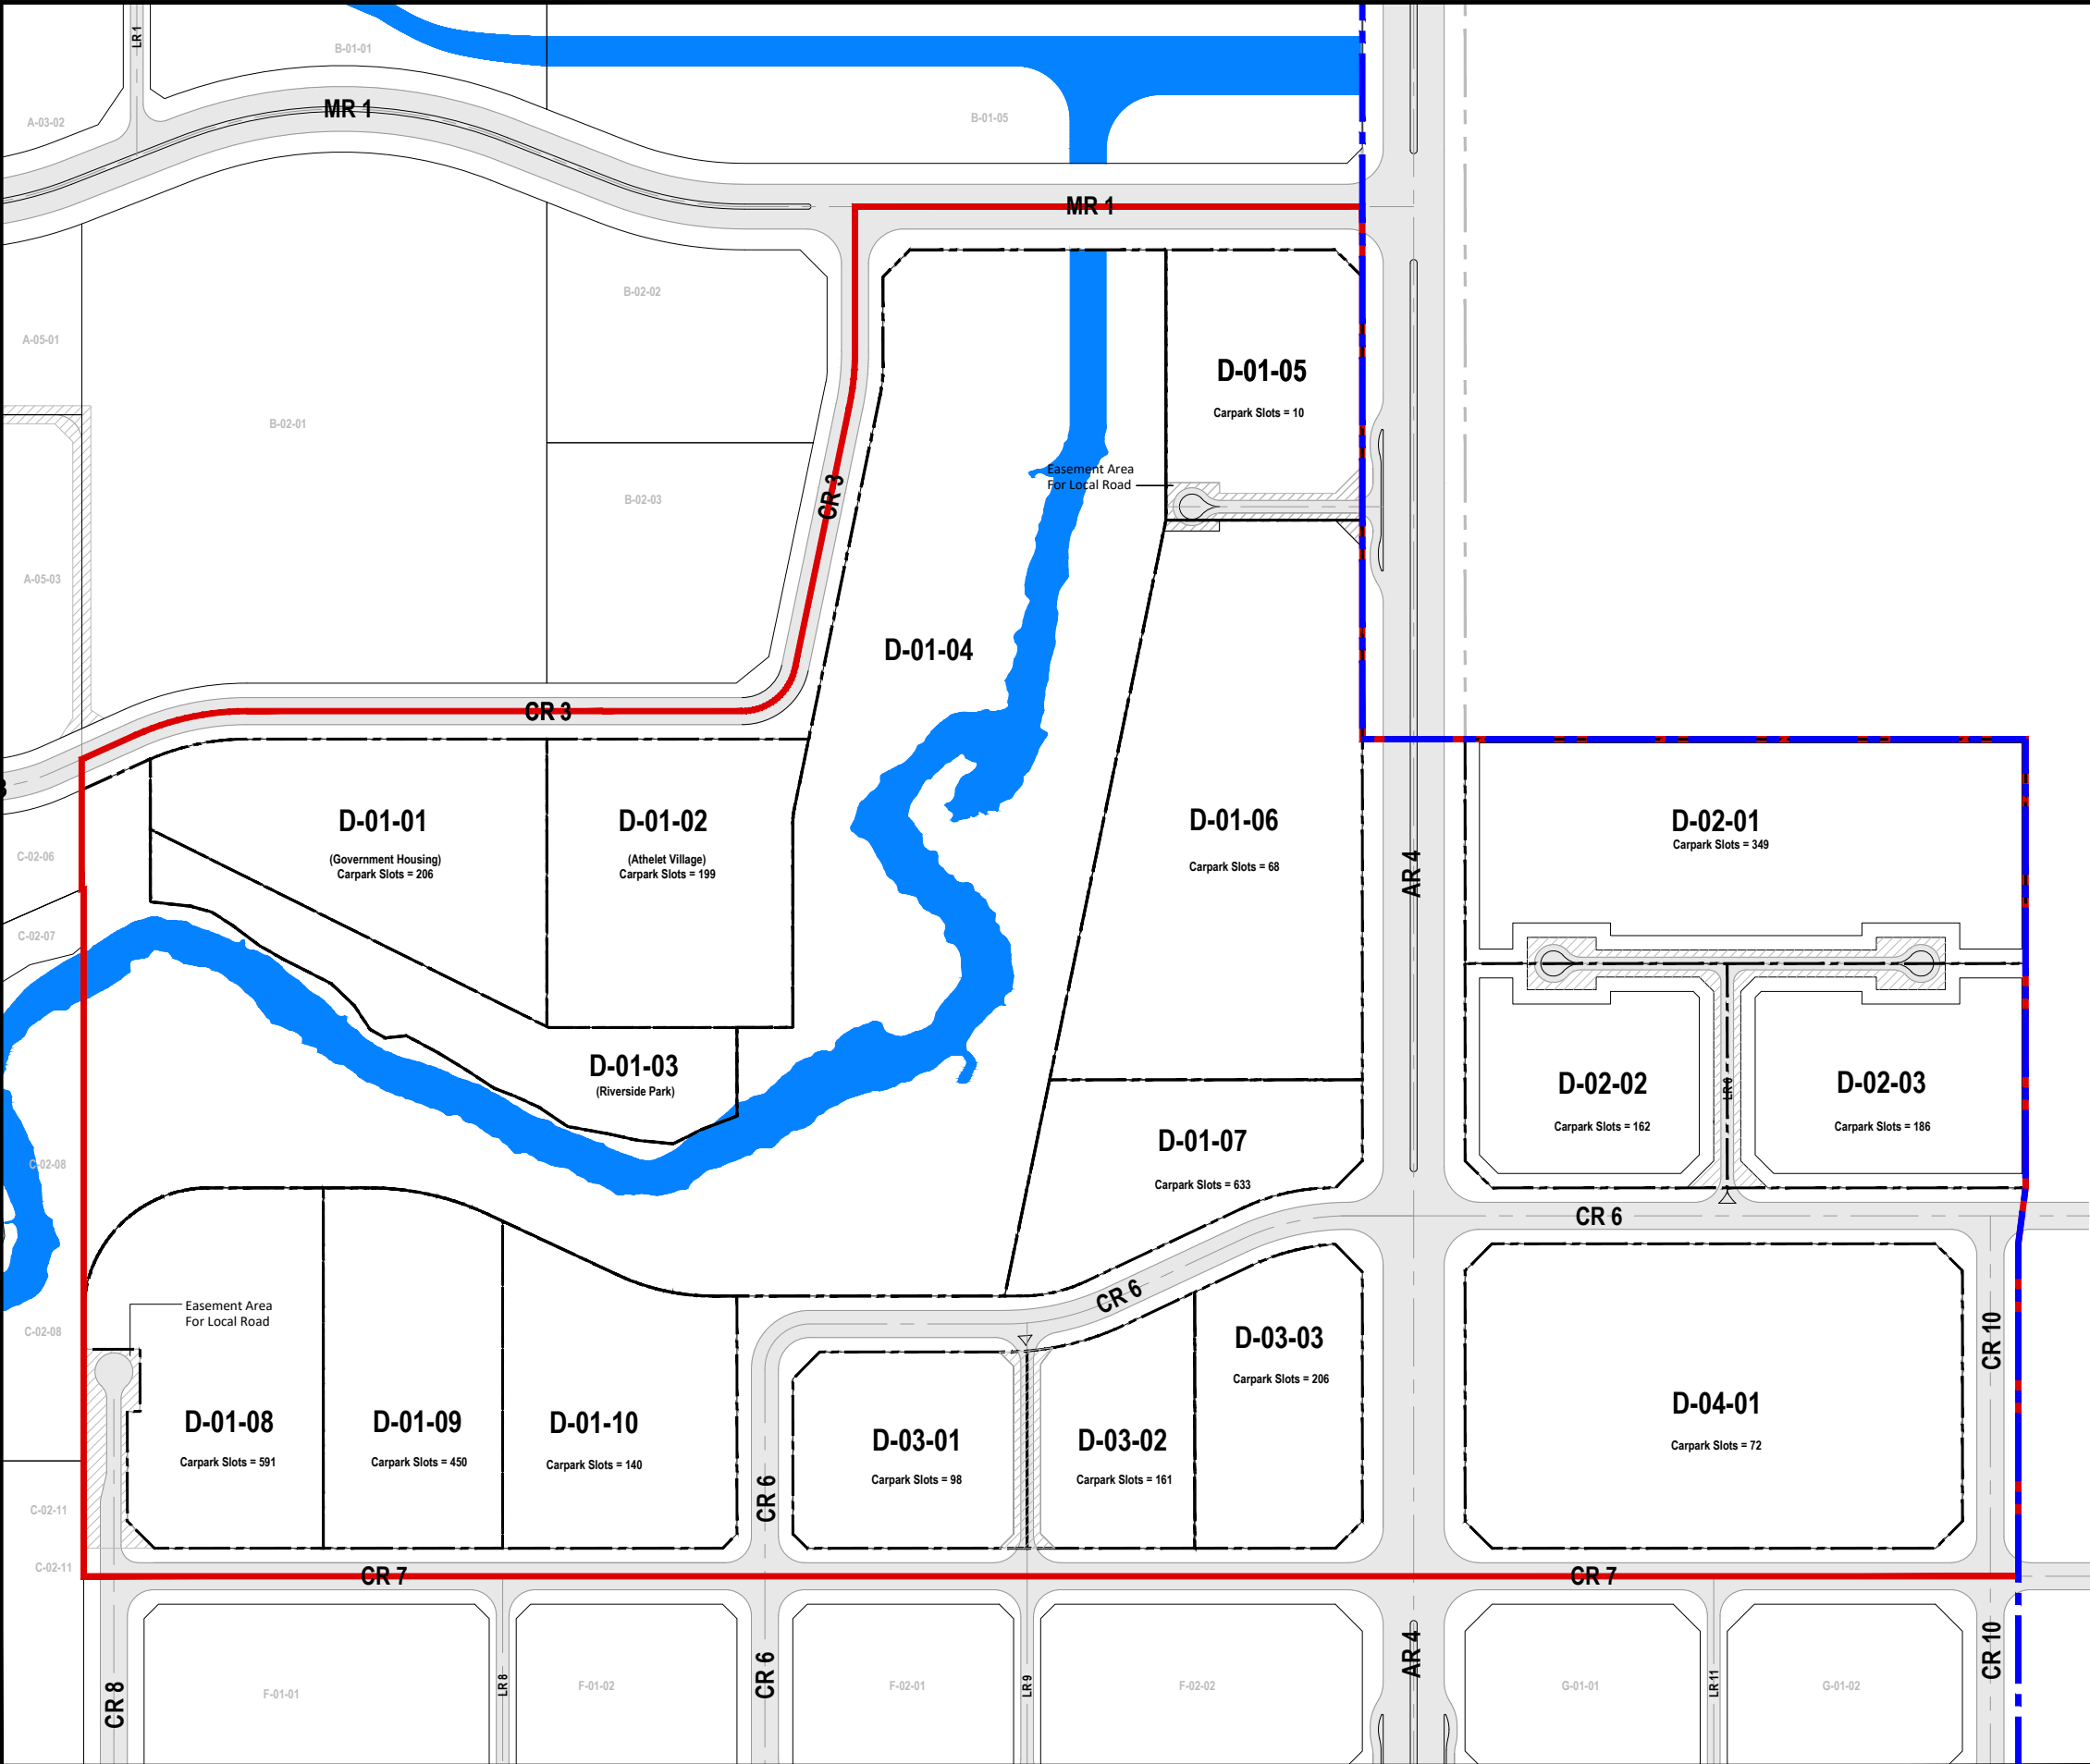 LR 1
B-01-01
MR 1
A-03-02
B-01-05
MR 1
B-02-02
A-05-01
D-01-05
Carpark Slots = 10
B-02-01
Easement Area
For Local Road
CR 3
B-02-03
A-05-03
D-01-04
CR 3
D-01-01
(Government Housing)
Carpark Slots = 206
D-01-02
(Athelet Village)
Carpark Slots = 199
D-01-06
Carpark Slots = 68
AR 4
D-02-01
Carpark Slots = 349
C-02-06
C-02-07
D-01-03
(Riverside Park)
D-02-02
Carpark Slots = 162
LR 6
D-02-03
Carpark Slots = 186
D-01-07
Carpark Slots = 633
C-02-08
CR 6
Easement Area
For Local Road
CR 6
C-02-08
D-03-03
Carpark Slots = 206
CR 10
D-01-08
Carpark Slots = 591
D-01-09
Carpark Slots = 450
D-01-10
Carpark Slots = 140
D-03-01
Carpark Slots = 98
D-03-02
Carpark Slots = 161
D-04-01
Carpark Slots = 72
CR 6
C-02-11
C-02-11
CR 7
CR 7
CR 8
F-01-01
LR 8
F-01-02
CR 6
F-02-01
LR 9
F-02-02
AR 4
G-01-01
LR 11
G-01-02
CR 10